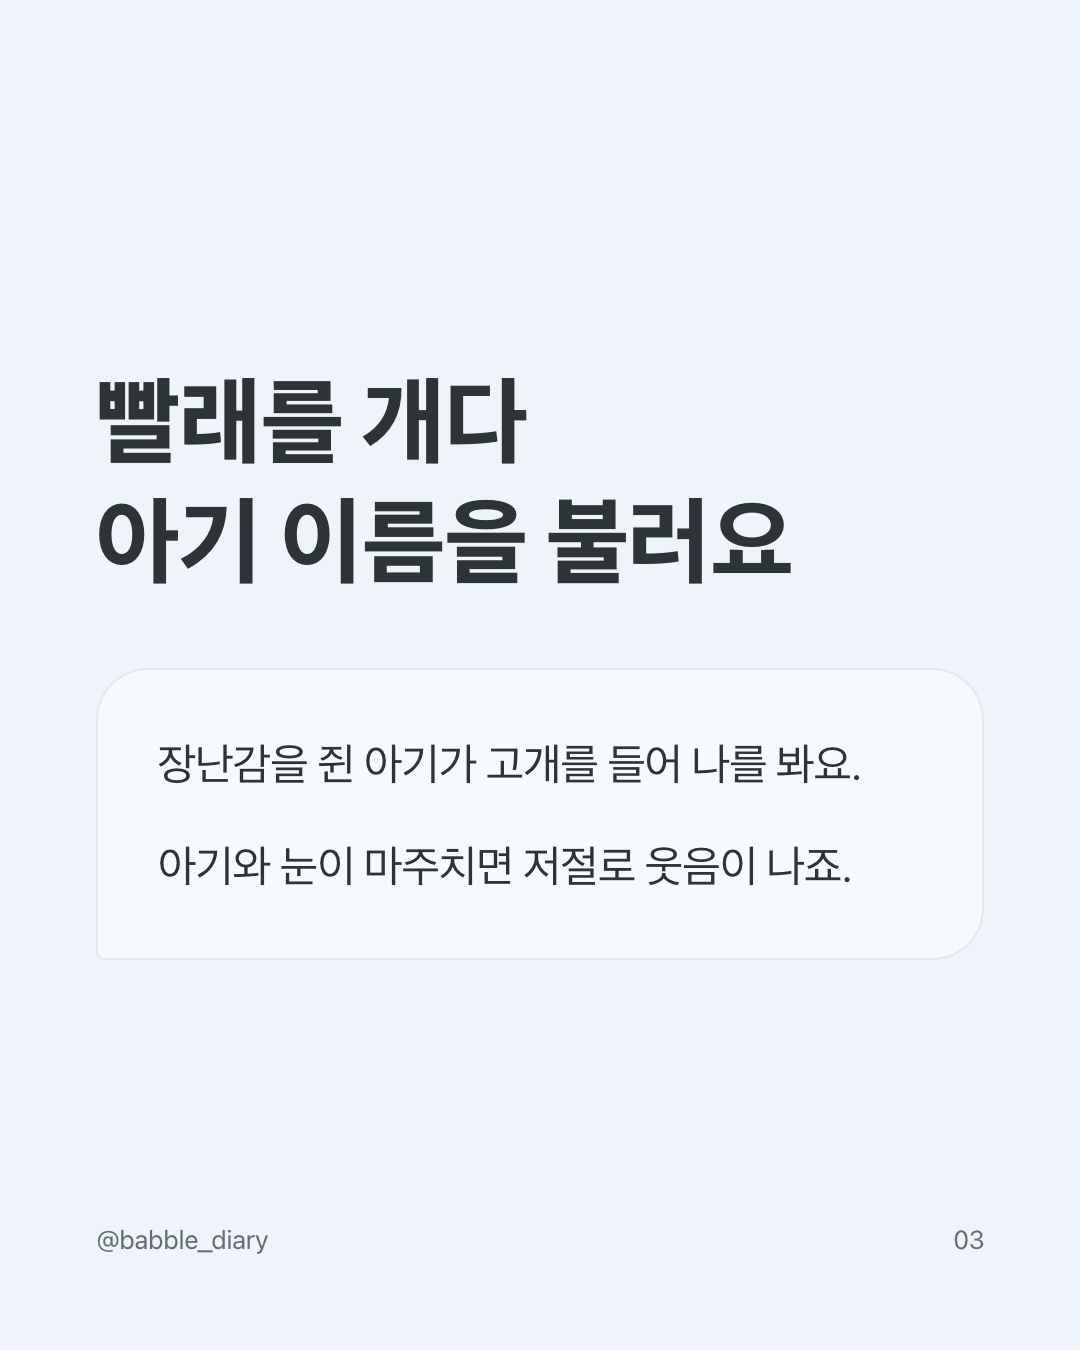 빨래를 개다
아기 이름을 불러요
장난감을 쥔 아기가 고개를 들어 나를 봐요.
아기와 눈이 마주치면 저절로 웃음이 나죠.
@babble_diary
03